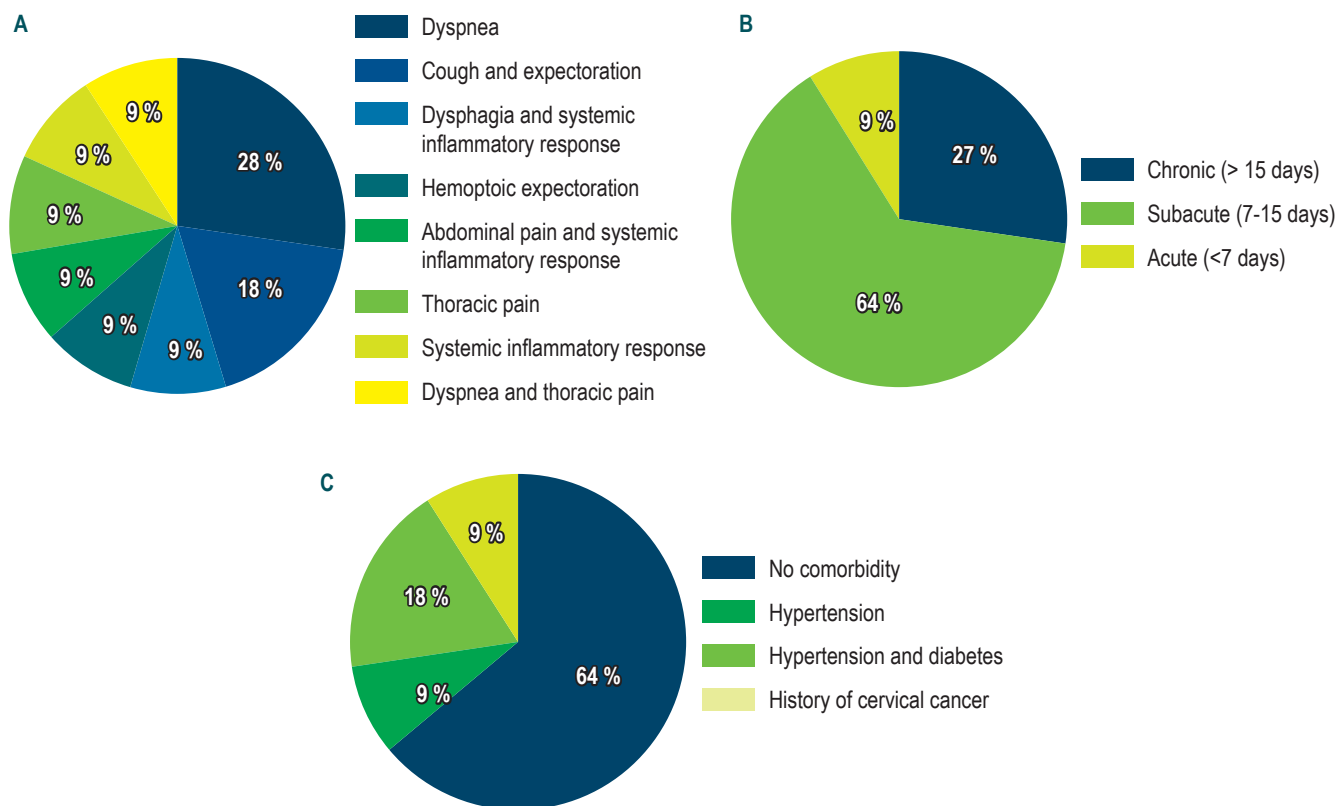 A
Dyspnea
Cough and expectoration
Dysphagia and systemic
inflammatory response
Hemoptoic expectoration
Abdominal pain and systemic
inflammatory response
Thoracic pain
Systemic inflammatory response
Dyspnea and thoracic pain
28 %
18 %
9 %
9 %
9 %
9 %
9 %
9 %
B
27 %
64 %
9 %
Chronic (> 15 days)
Subacute (7-15 days)
Acute (<7 days)
C
64 %
9 %
18 %
9 %
No comorbidity
Hypertension
Hypertension and diabetes
History of cervical cancer